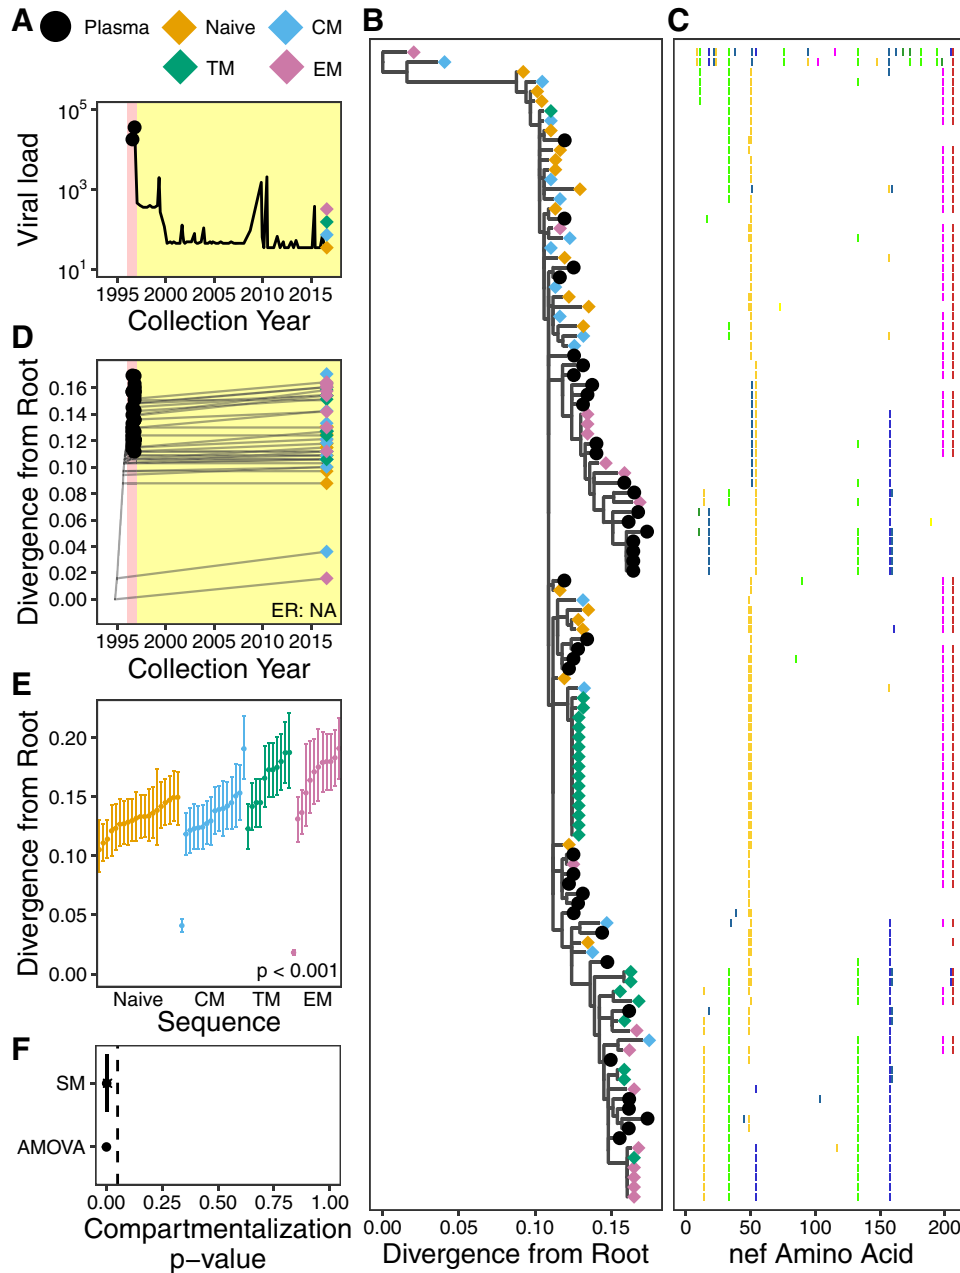 A
Plasma
Naive
CM
TM
EM
10^5
10^3
10^1
Viral load
1995 2000 2005 2010 2015
Collection Year
D
0.16
0.14
0.12
0.10
0.08
0.06
0.04
0.02
0.00
Divergence from Root
ER: NA
1995 2000 2005 2010 2015
Collection Year
E
0.20
0.15
0.10
0.05
0.00
Divergence from Root
p < 0.001
Naive CM TM EM
Sequence
F
SM
AMOVA
0.00 0.25 0.50 0.75 1.00
Compartmentalization
p-value
B
0.00 0.05 0.10 0.15
Divergence from Root
C
0 50 100 150 200
nef Amino Acid